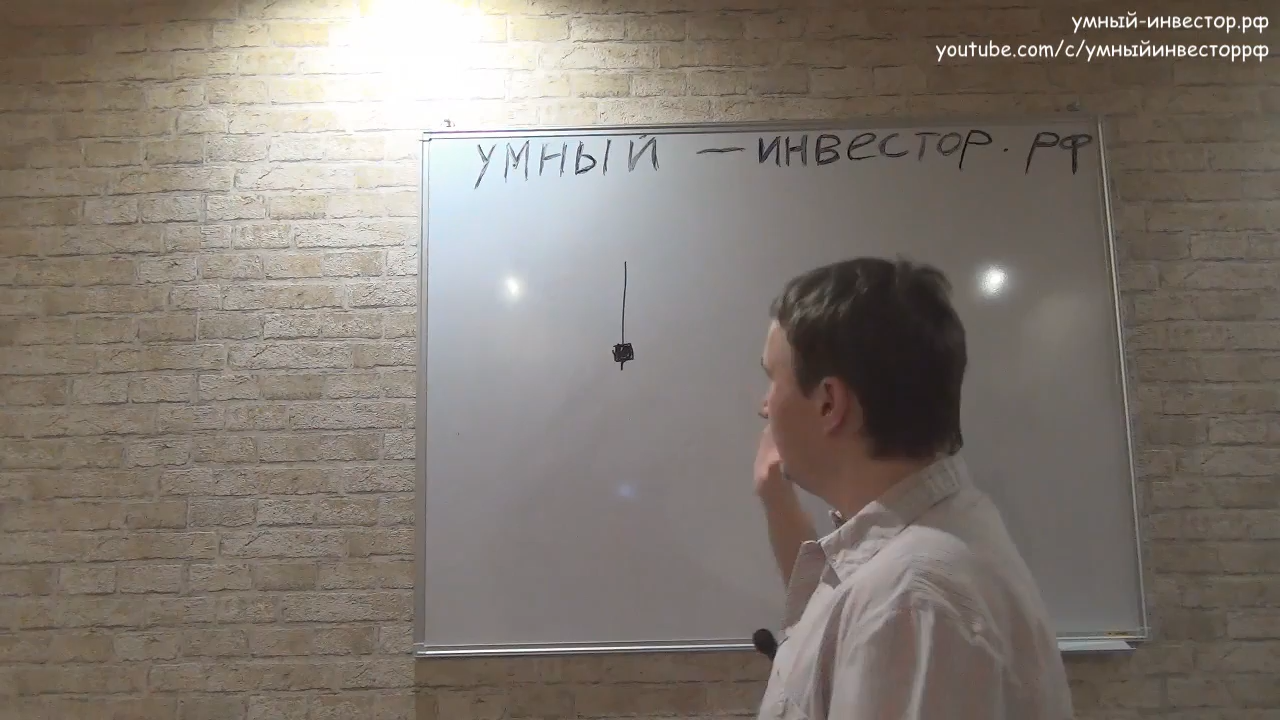 умный-инвестор.рф
youtube.com/c/умныйинвесторрф
УМНЫЙ - ИНВЕСТОР. РФ